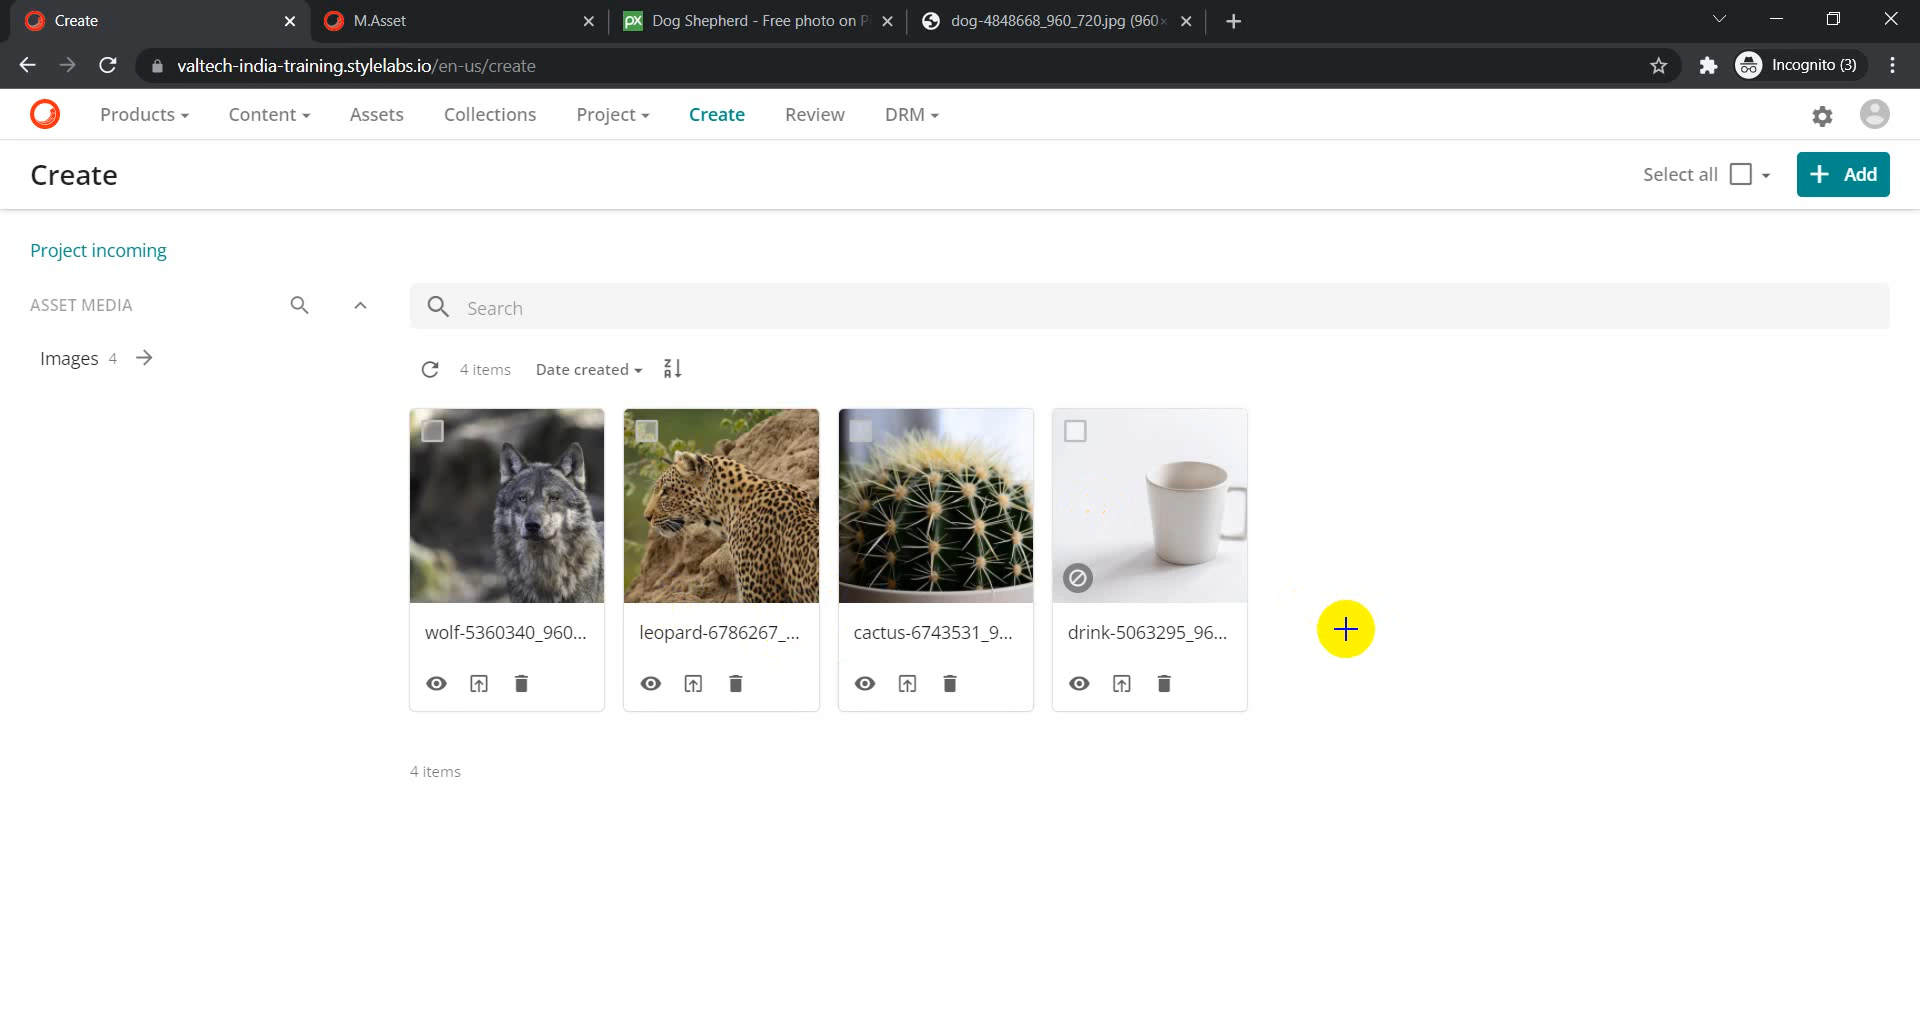 Create
M.Asset
px Dog Shepherd - Free photo on P
dog-4848668_960_720.jpg (960×
valtech-india-training.stylelabs.io/en-us/create
Incognito (3)
Products
Content
Assets
Collections
Project
Create
Review
DRM
Create
Select all
+ Add
Project incoming
ASSET MEDIA
Search
Images 4
4 items
Date created
Z
A
wolf-5360340_960...
leopard-6786267_...
cactus-6743531_9...
drink-5063295_96...
4 items